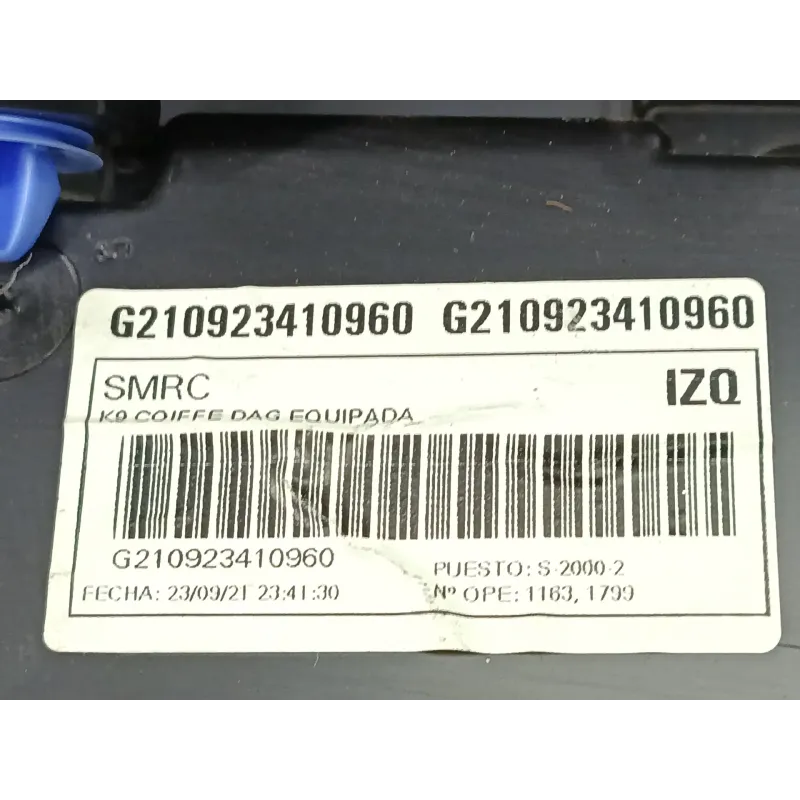 G210923410960 G210923410960
SMRC IZQ
K9 COIFFE DAG EQUIPADA
G210923410960
PUESTO: S-2000-2
FECHA: 23/09/21 23:41:30
Nº OPE: 1163, 1799